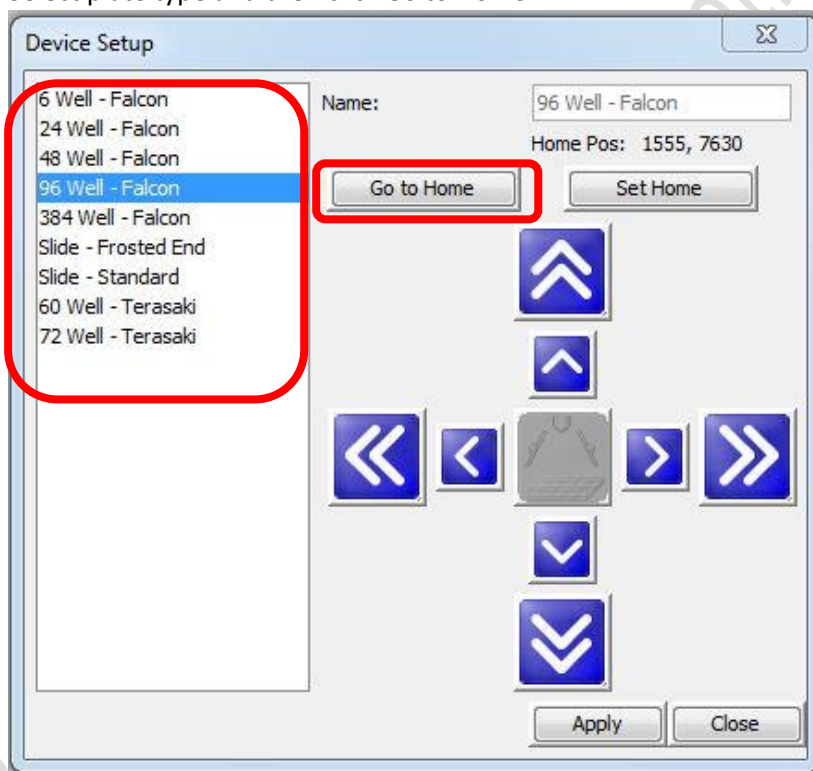 Device Setup
6 Well - Falcon
24 Well - Falcon
48 Well - Falcon
96 Well - Falcon
384 Well - Falcon
Slide - Frosted End
Slide - Standard
60 Well - Terasaki
72 Well - Terasaki
Name: 96 Well - Falcon
Home Pos: 1555, 7630
Go to Home Set Home
Apply Close